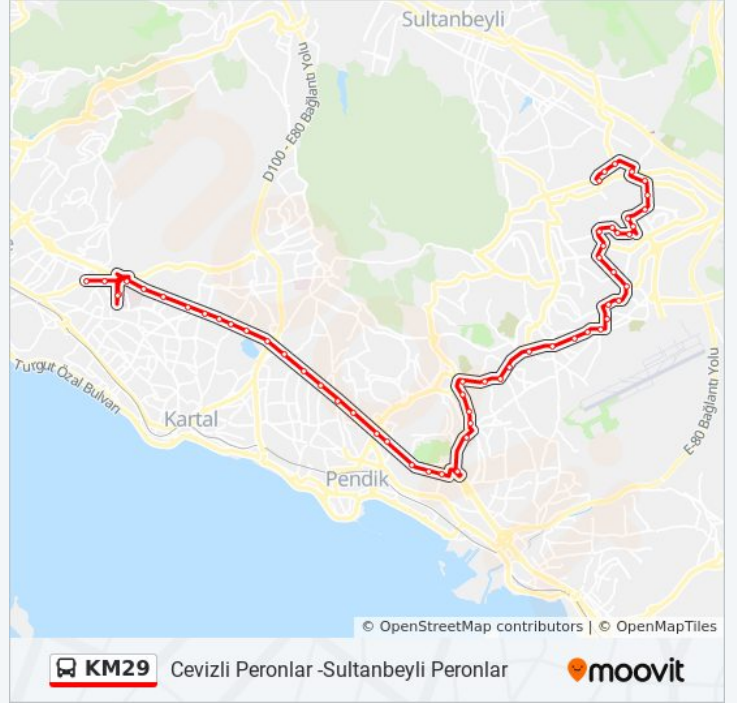 Sultanbeyli
D100 - E80 Bağlantı Yolu
e
Turgut Özal Bulvarı
Kartal
Pendik
E-80 Bağlantı Yolu
© OpenStreetMap contributors | © OpenMapTiles
KM29 Cevizli Peronlar -Sultanbeyli Peronlar moovit